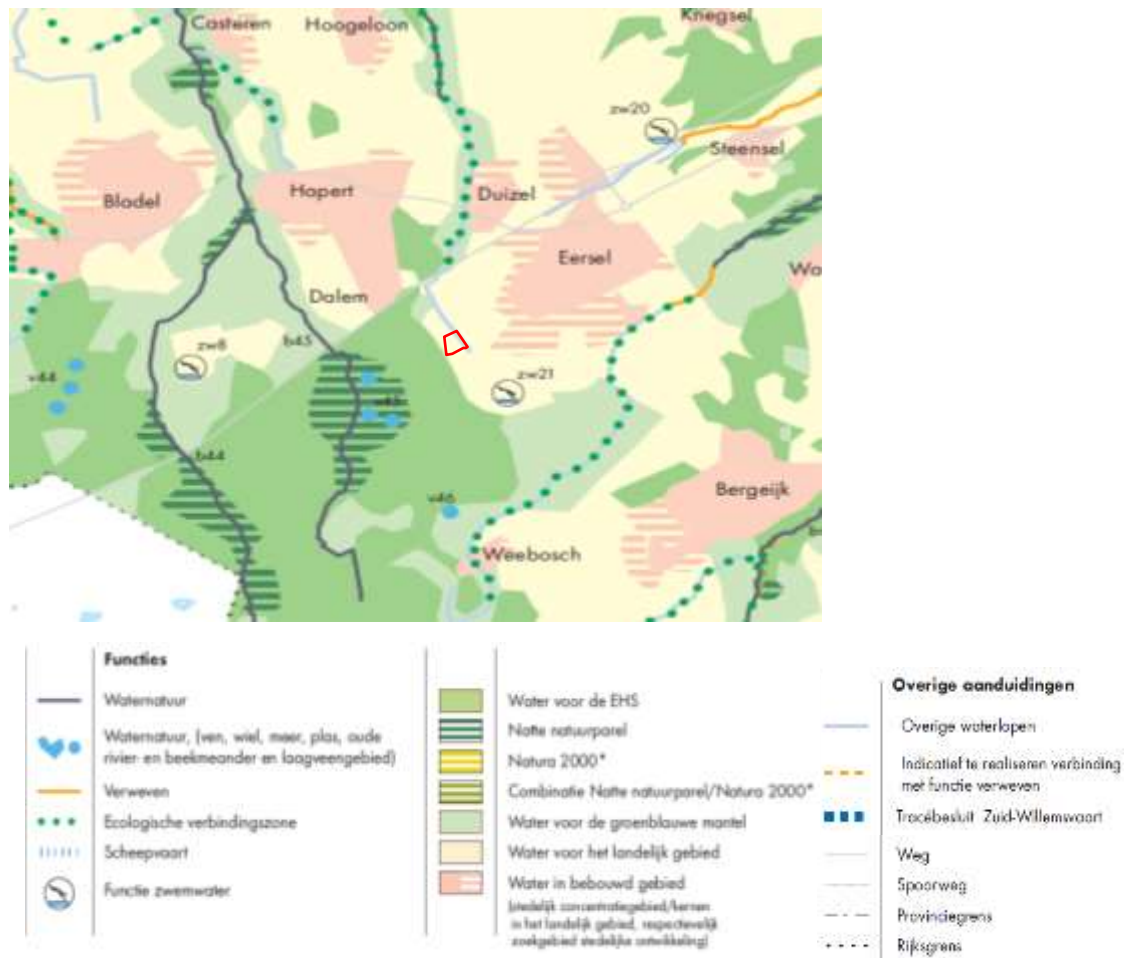 Casteren
Hoogeloon
Knegsel
zw20
Steensel
Bladel
Hapert
Duizel
Eersel
Wa
Dalem
b45
zw8
zw21
v44
v45
b44
v46
Bergeijk
Weebosch
Functies
Waternatuur
Waternatuur, (ven, wiel, meer, plas, oude
rivier- en beekmeander en laagveengebied)
Verweven
Ecologische verbindingszone
Scheepvaart
Functie zwemwater
Water voor de EHS
Natte natuurparel
Natura 2000*
Combinatie Natte natuurparel/Natura 2000*
Water voor de groenblauwe mantel
Water voor het landelijk gebied
Water in bebouwd gebied
(stedelijk concentratiegebied/kernen
in het landelijk gebied, respectievelijk
zoekgebied stedelijke ontwikkeling)
Overige aanduidingen
Overige waterlopen
Indicatief te realiseren verbinding
met functie verweven
Tracébesluit Zuid-Willemsvaart
Weg
Spoorweg
Provinciegrens
Rijksgrens